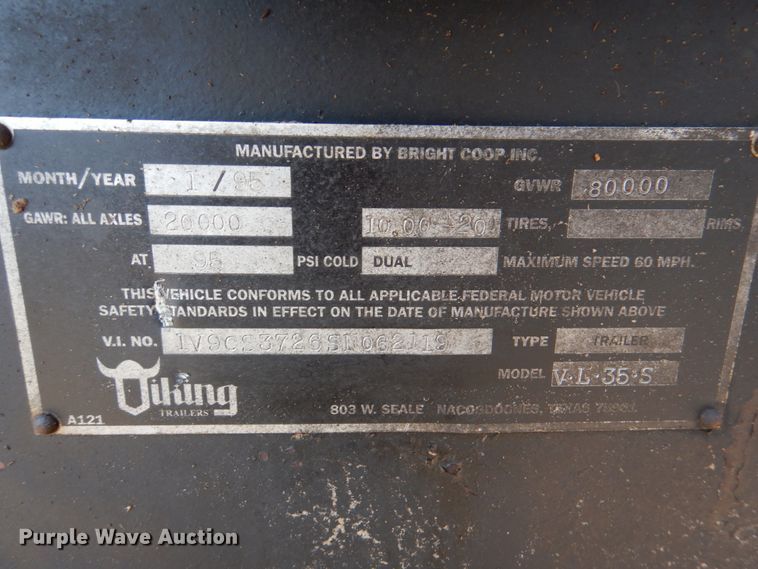 MANUFACTURED BY BRIGHT COOP, INC.
MONTH/YEAR 1/95 GVWR 80000
GAWR: ALL AXLES 20000 10.00-20 TIRES, RIMS
AT 95 PSI COLD DUAL MAXIMUM SPEED 60 MPH.
THIS VEHICLE CONFORMS TO ALL APPLICABLE FEDERAL MOTOR VEHICLE
SAFETY STANDARDS IN EFFECT ON THE DATE OF MANUFACTURE SHOWN ABOVE
V.I. NO. TYPE TRAILER
MODEL V·L·35·S
Viking
TRAILERS
A121
803 W. SEALE NACOGDOCHES, TEXAS
Purple Wave Auction